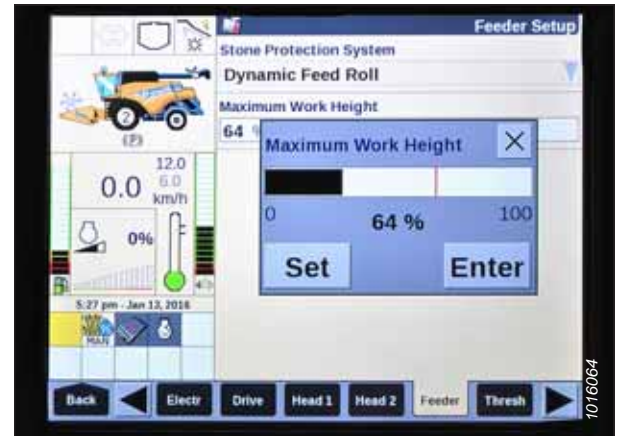 Feeder Setup
Stone Protection System
Dynamic Feed Roll
Maximum Work Height
64 %
Maximum Work Height
0
64 %
100
Set
Enter
2
(P)
12.0
0.0
6.0
km/h
0%
5:27 pm - Jan 13, 2016
MAN
Back
Electr
Drive
Head 1
Head 2
Feeder
Thresh
1016064